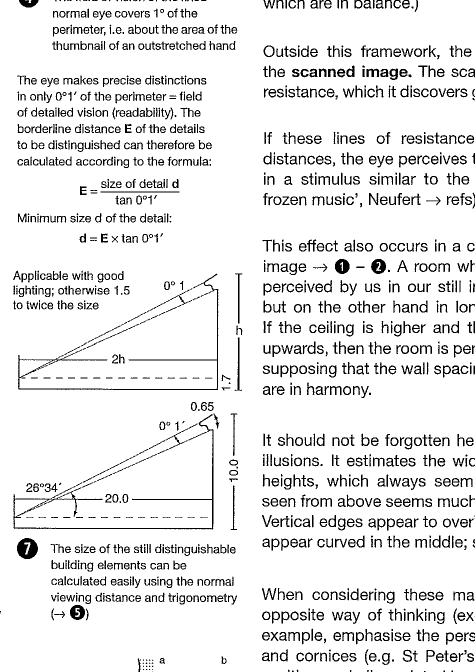 normal eye covers 1° of the
perimeter, i.e. about the area of the
thumbnail of an outstretched hand
The eye makes precise distinctions
in only 0°1′ of the perimeter = field
of detailed vision (readability). The
borderline distance E of the details
to be distinguished can therefore be
calculated according to the formula:
E = size of detail d
tan 0°1′
Minimum size d of the detail:
d = E × tan 0°1′
Applicable with good
lighting; otherwise 1.5
to twice the size
0° 1
h
2h
1.7
0.65
0° 1′
10.0
26°34′
20.0
7
The size of the still distinguishable
building elements can be
calculated easily using the normal
viewing distance and trigonometry
(→ 5)
a b
which are in balance.)
Outside this framework, the
the scanned image. The sca
resistance, which it discovers g
If these lines of resistance
distances, the eye perceives t
in a stimulus similar to the
frozen music', Neufert → refs)
This effect also occurs in a c
image → 1 – 2. A room wh
perceived by us in our still in
but on the other hand in lon
If the ceiling is higher and th
upwards, then the room is per
supposing that the wall spacin
are in harmony.
It should not be forgotten he
illusions. It estimates the wid
heights, which always seem
seen from above seems much
Vertical edges appear to over
appear curved in the middle; s
When considering these ma
opposite way of thinking (ex
example, emphasise the pers
and cornices (e.g. St Peter's